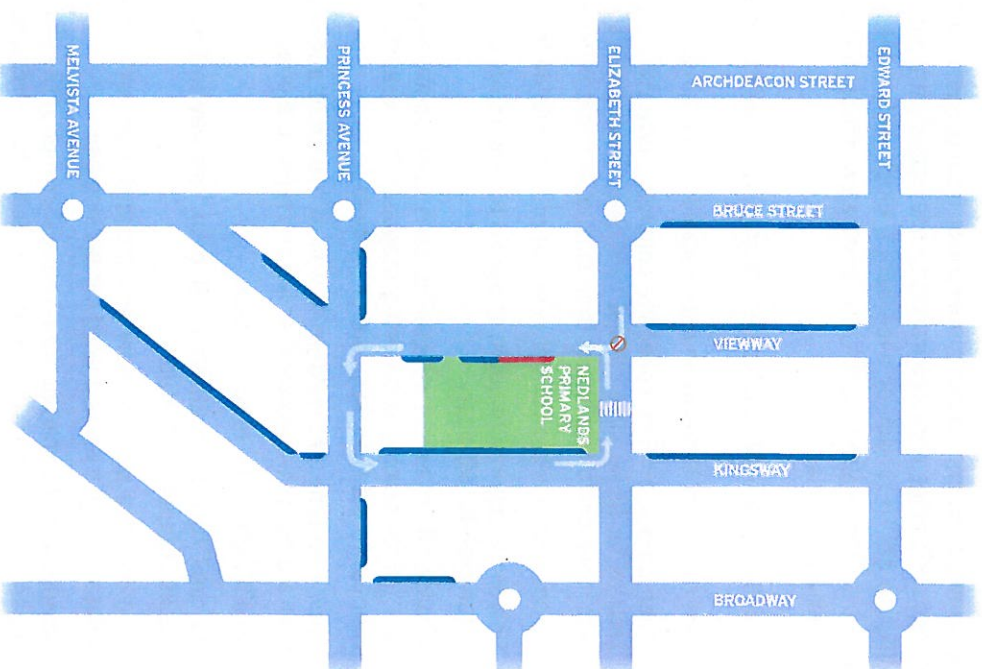 MELVISTA AVENUE
PRINCESS AVENUE
ELIZABETH STREET
EDWARD STREET
ARCHDEACON STREET
BRUCE STREET
VIEWWAY
NEDLANDS
PRIMARY
SCHOOL
KINGSWAY
BROADWAY